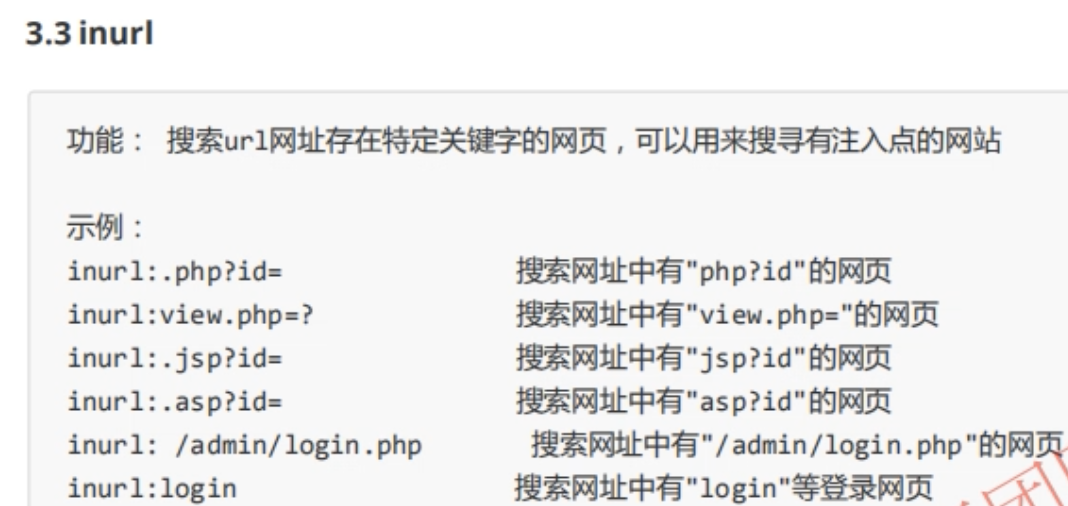 3.3 inurl
功能： 搜索url网址存在特定关键字的网页，可以用来搜寻有注入点的网站
示例：
inurl:.php?id= 搜索网址中有"php?id"的网页
inurl:view.php=? 搜索网址中有"view.php="的网页
inurl:.jsp?id= 搜索网址中有"jsp?id"的网页
inurl:.asp?id= 搜索网址中有"asp?id"的网页
inurl: /admin/login.php 搜索网址中有"/admin/login.php"的网页
inurl:login 搜索网址中有"login"等登录网页